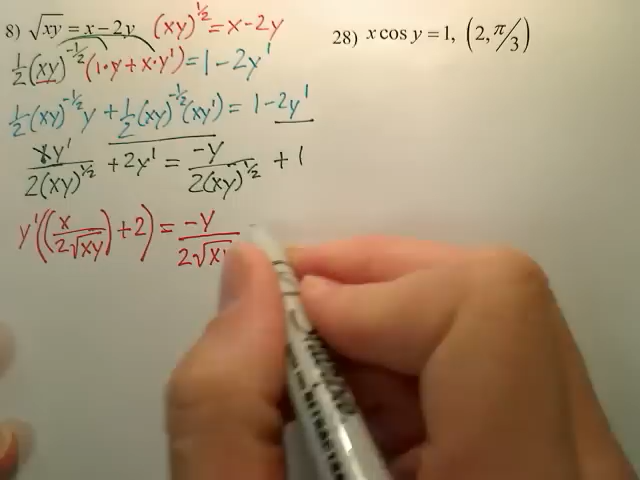 8) √xy = x − 2y (xy)^½ = x − 2y
½(xy)^-½ (1·y + x·y') = 1 − 2y'
½(xy)^-½ y + ½(xy)^-½ (xy') = 1 − 2y'
xy'/2(xy)^½ + 2y' = −y/2(xy)^½ + 1
y'((x/2√xy) + 2) = −y/2√x
28) x cos y = 1, (2, π/3)